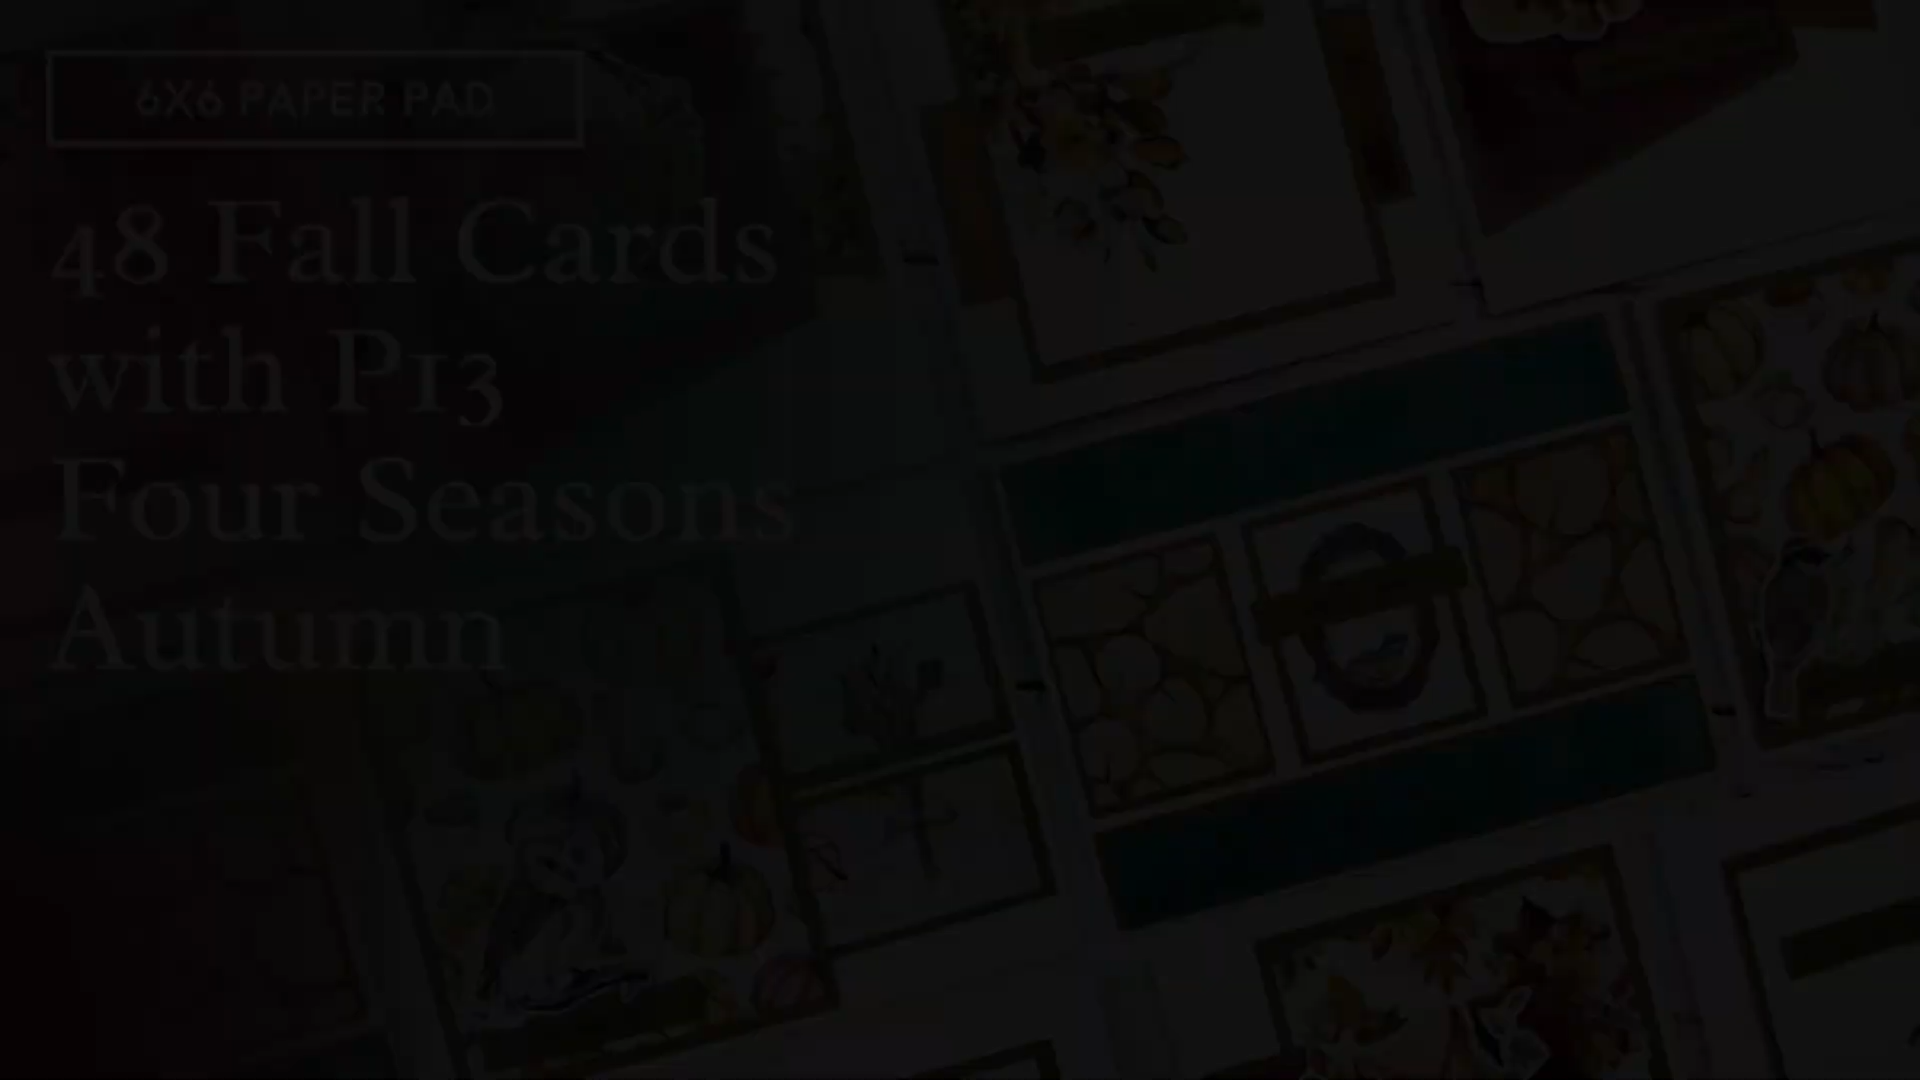 6X6 PAPER PAD
48 Fall Cards
with P13
Four Seasons
Autumn